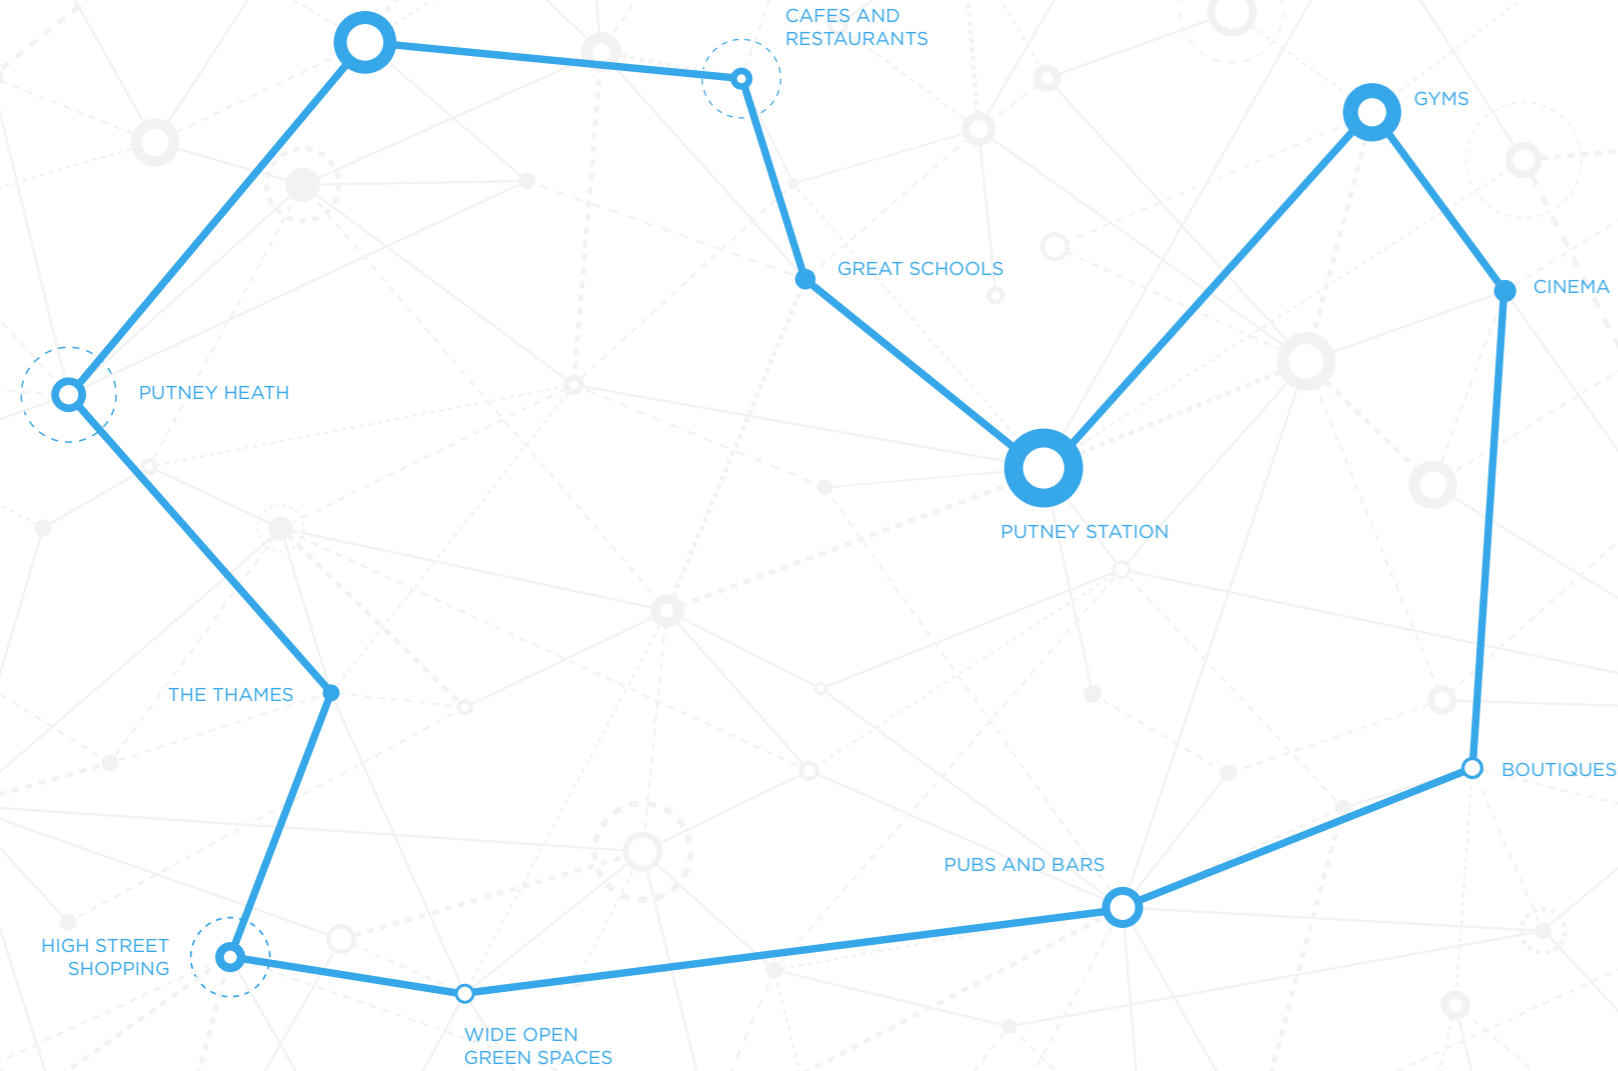 CAFES AND
RESTAURANTS
GYMS
GREAT SCHOOLS
CINEMA
PUTNEY HEATH
PUTNEY STATION
THE THAMES
BOUTIQUES
PUBS AND BARS
HIGH STREET
SHOPPING
WIDE OPEN
GREEN SPACES